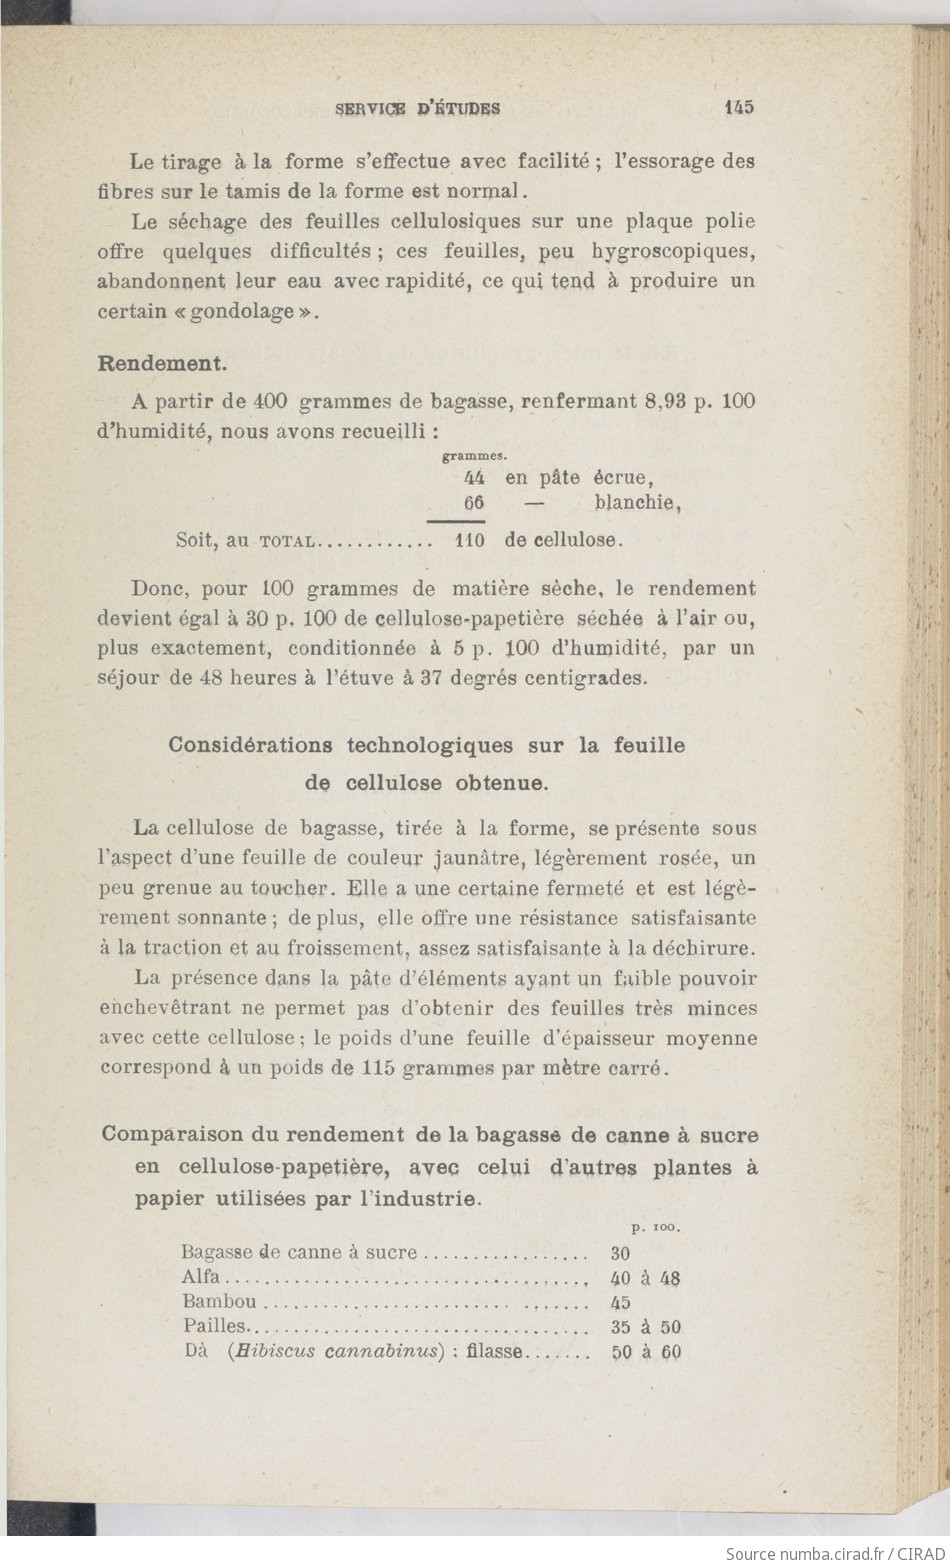 SERVICE D'ÉTUDES 145
Le tirage à la forme s'effectue avec facilité ; l'essorage des
fibres sur le tamis de la forme est normal.
Le séchage des feuilles cellulosiques sur une plaque polie
offre quelques difficultés ; ces feuilles, peu hygroscopiques,
abandonnent leur eau avec rapidité, ce qui tend à produire un
certain « gondolage ».
Rendement.
A partir de 400 grammes de bagasse, renfermant 8,93 p. 100
d'humidité, nous avons recueilli :
grammes.
44 en pâte écrue,
66 — blanchie,
Soit, au TOTAL............ 110 de cellulose.
Donc, pour 100 grammes de matière sèche, le rendement
devient égal à 30 p. 100 de cellulose-papetière séchée à l'air ou,
plus exactement, conditionnée à 5 p. 100 d'humidité, par un
séjour de 48 heures à l'étuve à 37 degrés centigrades.
Considérations technologiques sur la feuille
de cellulose obtenue.
La cellulose de bagasse, tirée à la forme, se présente sous
l'aspect d'une feuille de couleur jaunâtre, légèrement rosée, un
peu grenue au toucher. Elle a une certaine fermeté et est légè-
rement sonnante ; de plus, elle offre une résistance satisfaisante
à la traction et au froissement, assez satisfaisante à la déchirure.
La présence dans la pâte d'éléments ayant un faible pouvoir
enchevêtrant ne permet pas d'obtenir des feuilles très minces
avec cette cellulose ; le poids d'une feuille d'épaisseur moyenne
correspond à un poids de 115 grammes par mètre carré.
Comparaison du rendement de la bagasse de canne à sucre
en cellulose-papetière, avec celui d'autres plantes à
papier utilisées par l'industrie.
p. 100.
Bagasse de canne à sucre ................. 30
Alfa..................................... 40 à 48
Bambou ................................. 45
Pailles................................... 35 à 50
Dà (Hibiscus cannabinus) : filasse....... 50 à 60
Source numba.cirad.fr / CIRAD